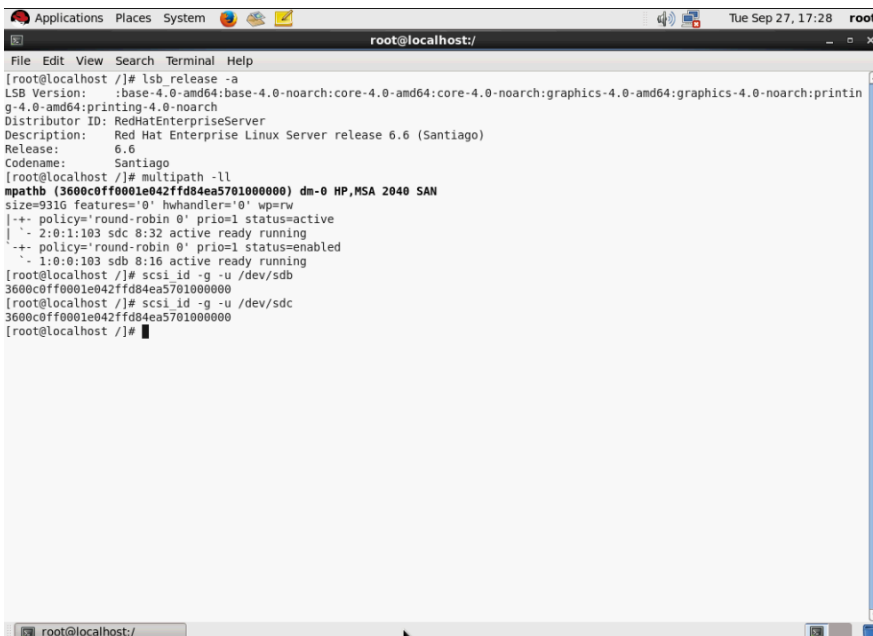 Applications Places System Tue Sep 27, 17:28 root
root@localhost:/
File Edit View Search Terminal Help
[root@localhost /]# lsb_release -a
LSB Version:    :base-4.0-amd64:base-4.0-noarch:core-4.0-amd64:core-4.0-noarch:graphics-4.0-amd64:graphics-4.0-noarch:printin
g-4.0-amd64:printing-4.0-noarch
Distributor ID: RedHatEnterpriseServer
Description:    Red Hat Enterprise Linux Server release 6.6 (Santiago)
Release:        6.6
Codename:       Santiago
[root@localhost /]# multipath -ll
mpathb (3600c0ff0001e042ffd84ea5701000000) dm-0 HP,MSA 2040 SAN
size=931G features='0' hwhandler='0' wp=rw
|-+- policy='round-robin 0' prio=1 status=active
| `- 2:0:1:103 sdc 8:32 active ready running
`-+- policy='round-robin 0' prio=1 status=enabled
  `- 1:0:0:103 sdb 8:16 active ready running
[root@localhost /]# scsi_id -g -u /dev/sdb
3600c0ff0001e042ffd84ea5701000000
[root@localhost /]# scsi_id -g -u /dev/sdc
3600c0ff0001e042ffd84ea5701000000
[root@localhost /]#
root@localhost:/